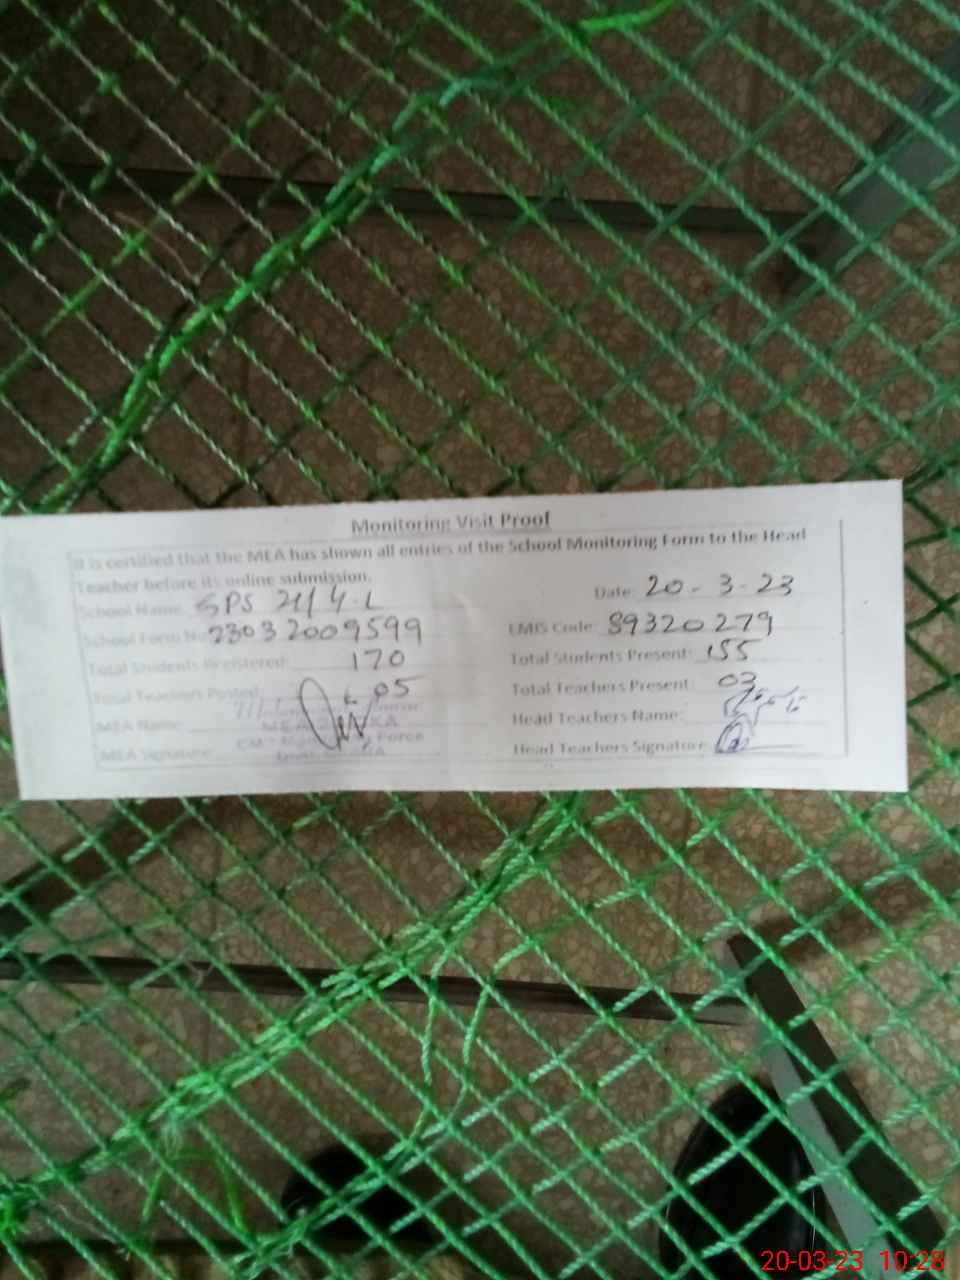 Monitoring Visit Proof
It is certified that the MEA has shown all entries of the School Monitoring Form to the Head
Teacher before its online submission.
School Name: GPS 21/4.L Date: 20-3-23
School Form No: 23032009599 EMIS Code: 39320279
Total Students Registered: 170 Total Students Present: 155
Total Teachers Posted: 05 Total Teachers Present: 03
MEA Name: Head Teachers Name:
MEA Signature: Head Teachers Signature:
20-03-23 10:28